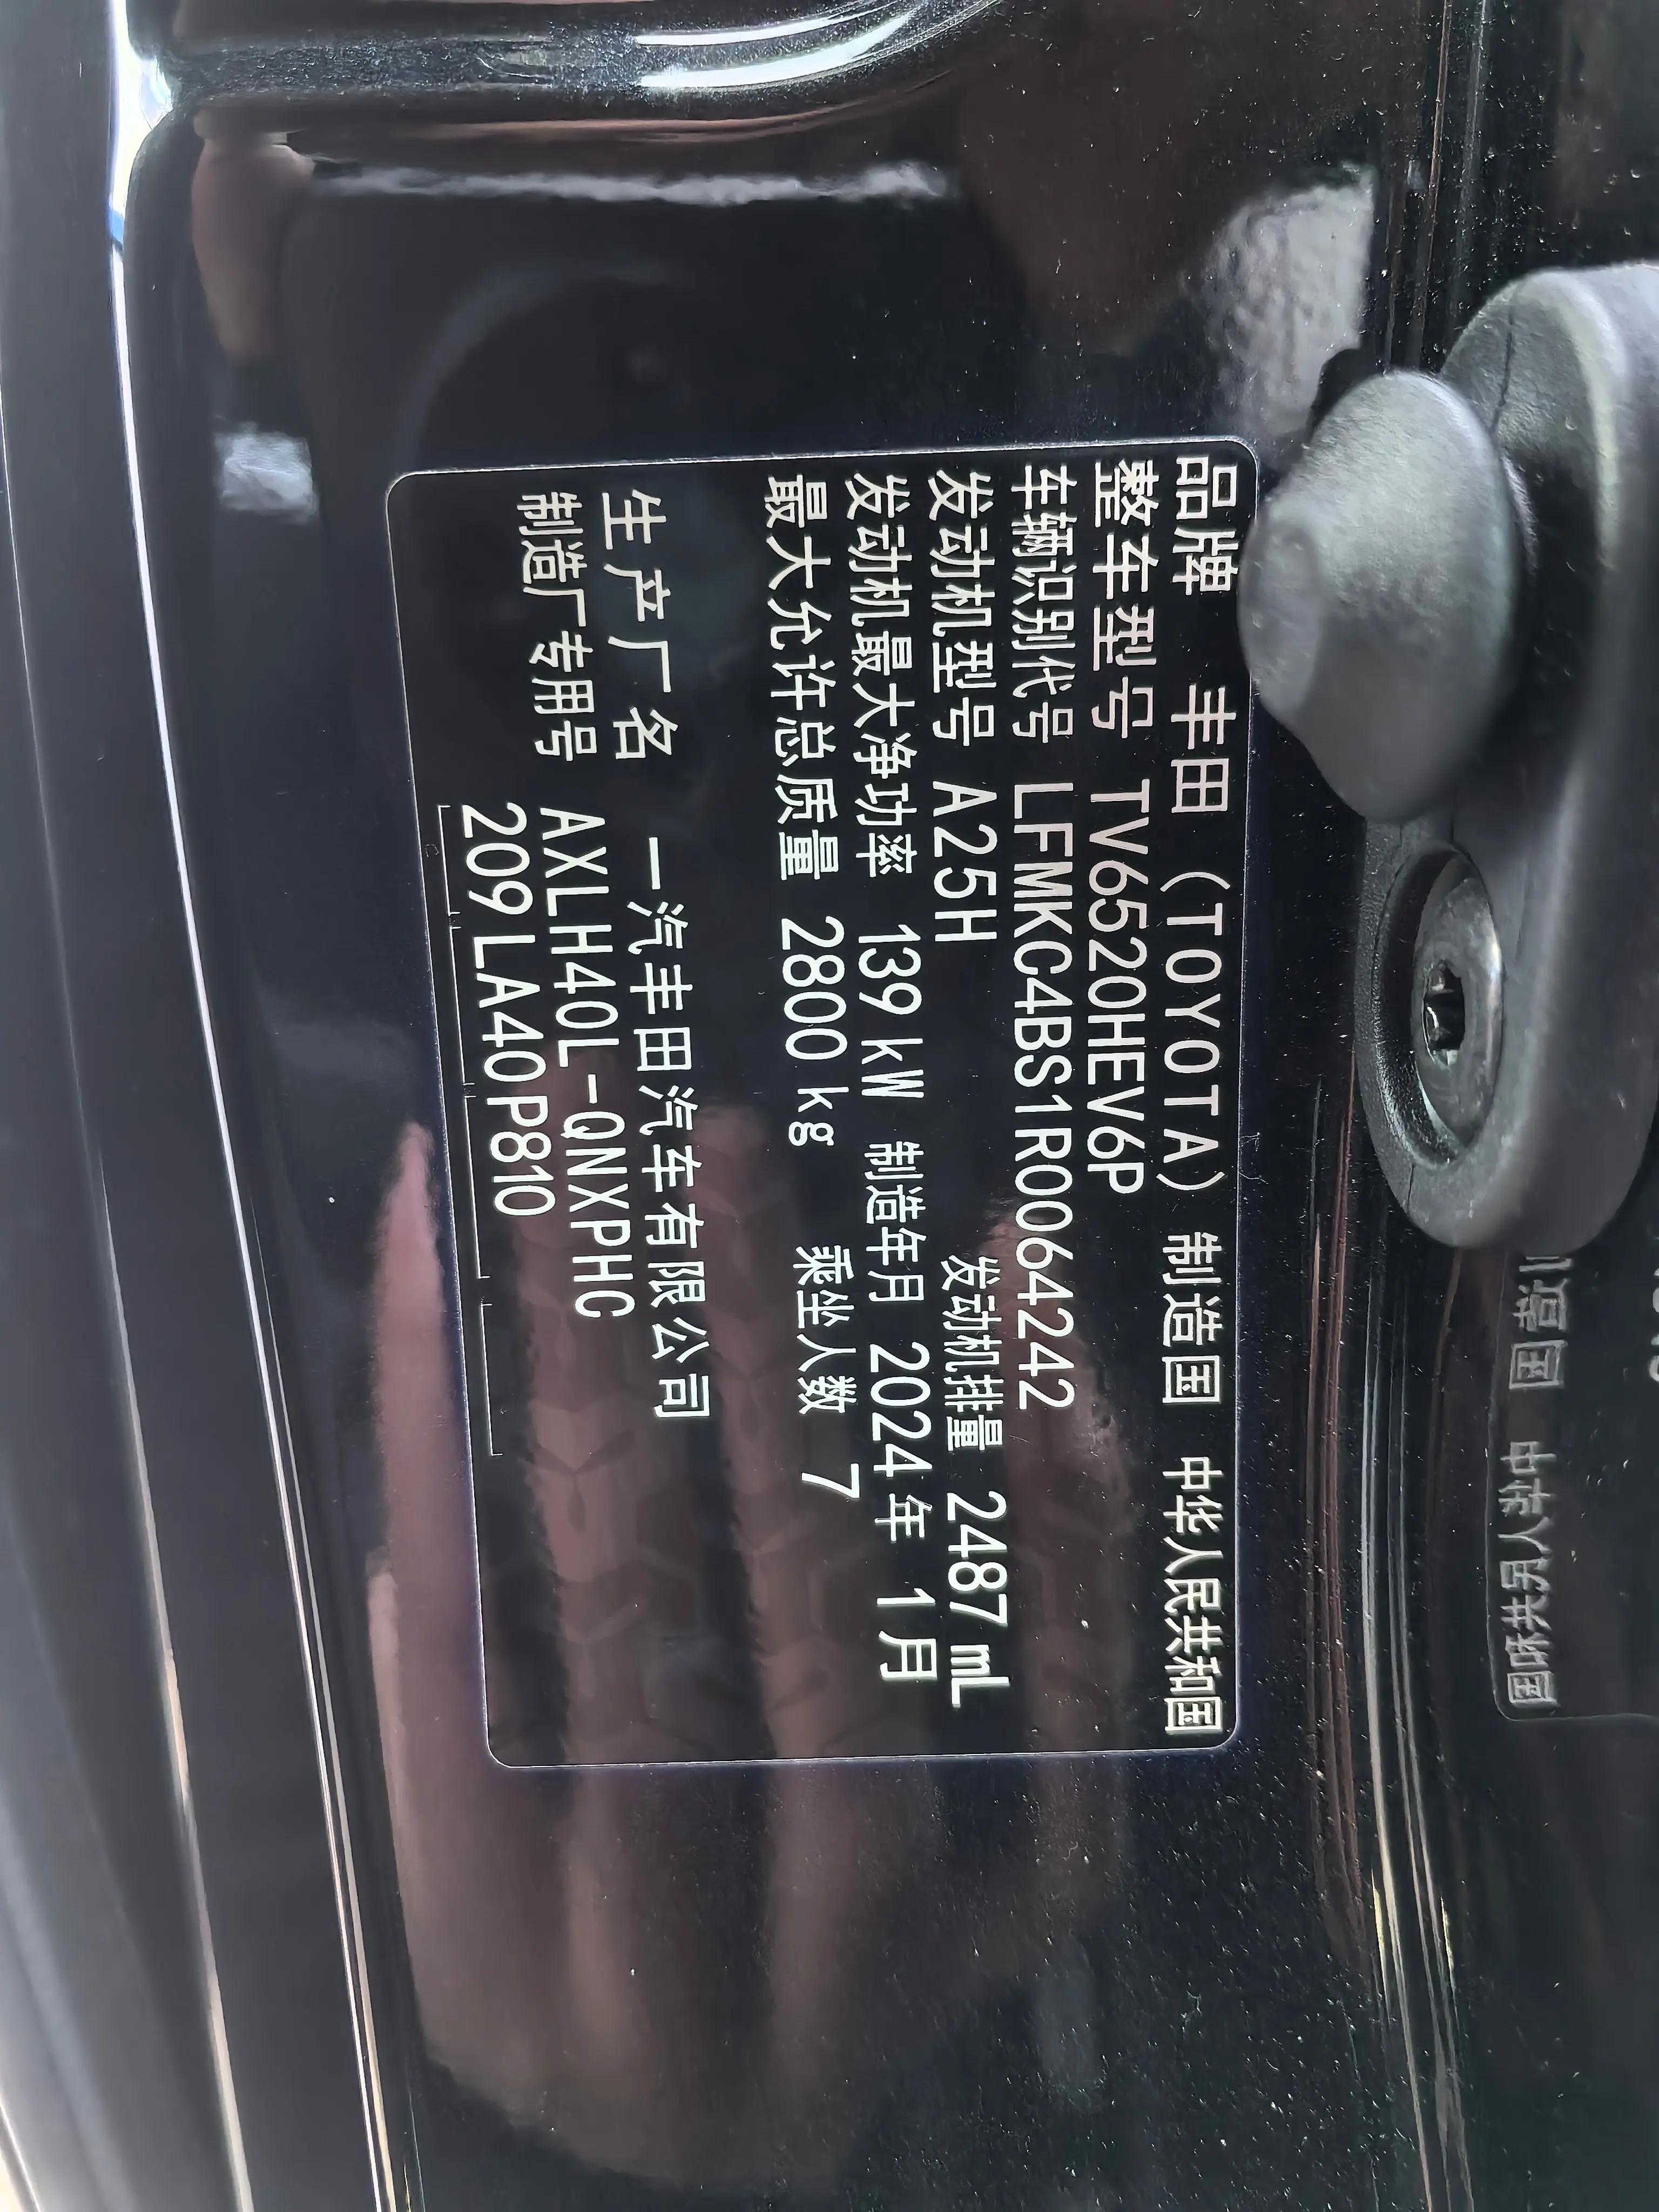 品牌 丰田（TOYOTA）制造国 中华人民共和国
整车型号 TV6520HEV6P
车辆识别代号 LFMKC4BS1R0064242
发动机型号 A25H 发动机排量 2487 mL
发动机最大净功率 139 kW 制造年月 2024年 1月
最大允许总质量 2800 kg 乘坐人数 7
生产厂名 一汽丰田汽车有限公司
制造厂专用号 AXLH40L-QNXPHC
209 LA40 P810